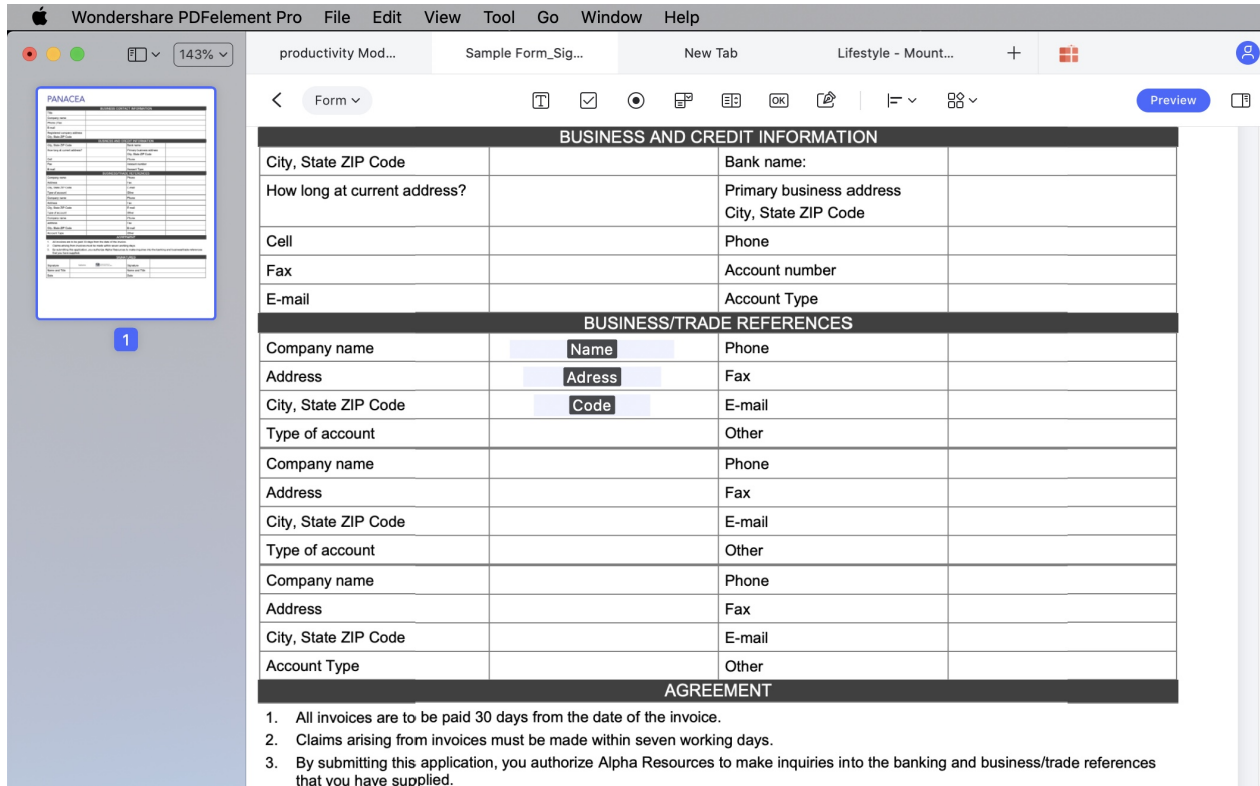 Wondershare PDFelement Pro File Edit View Tool Go Window Help
143% productivity Mod... Sample Form_Sig... New Tab Lifestyle - Mount...
Form OK Preview
PANACEA
1
BUSINESS AND CREDIT INFORMATION
City, State ZIP Code Bank name:
How long at current address? Primary business address
City, State ZIP Code
Cell Phone
Fax Account number
E-mail Account Type
BUSINESS/TRADE REFERENCES
Company name Name Phone
Address Adress Fax
City, State ZIP Code Code E-mail
Type of account Other
Company name Phone
Address Fax
City, State ZIP Code E-mail
Type of account Other
Company name Phone
Address Fax
City, State ZIP Code E-mail
Account Type Other
AGREEMENT
1. All invoices are to be paid 30 days from the date of the invoice.
2. Claims arising from invoices must be made within seven working days.
3. By submitting this application, you authorize Alpha Resources to make inquiries into the banking and business/trade references
that you have supplied.